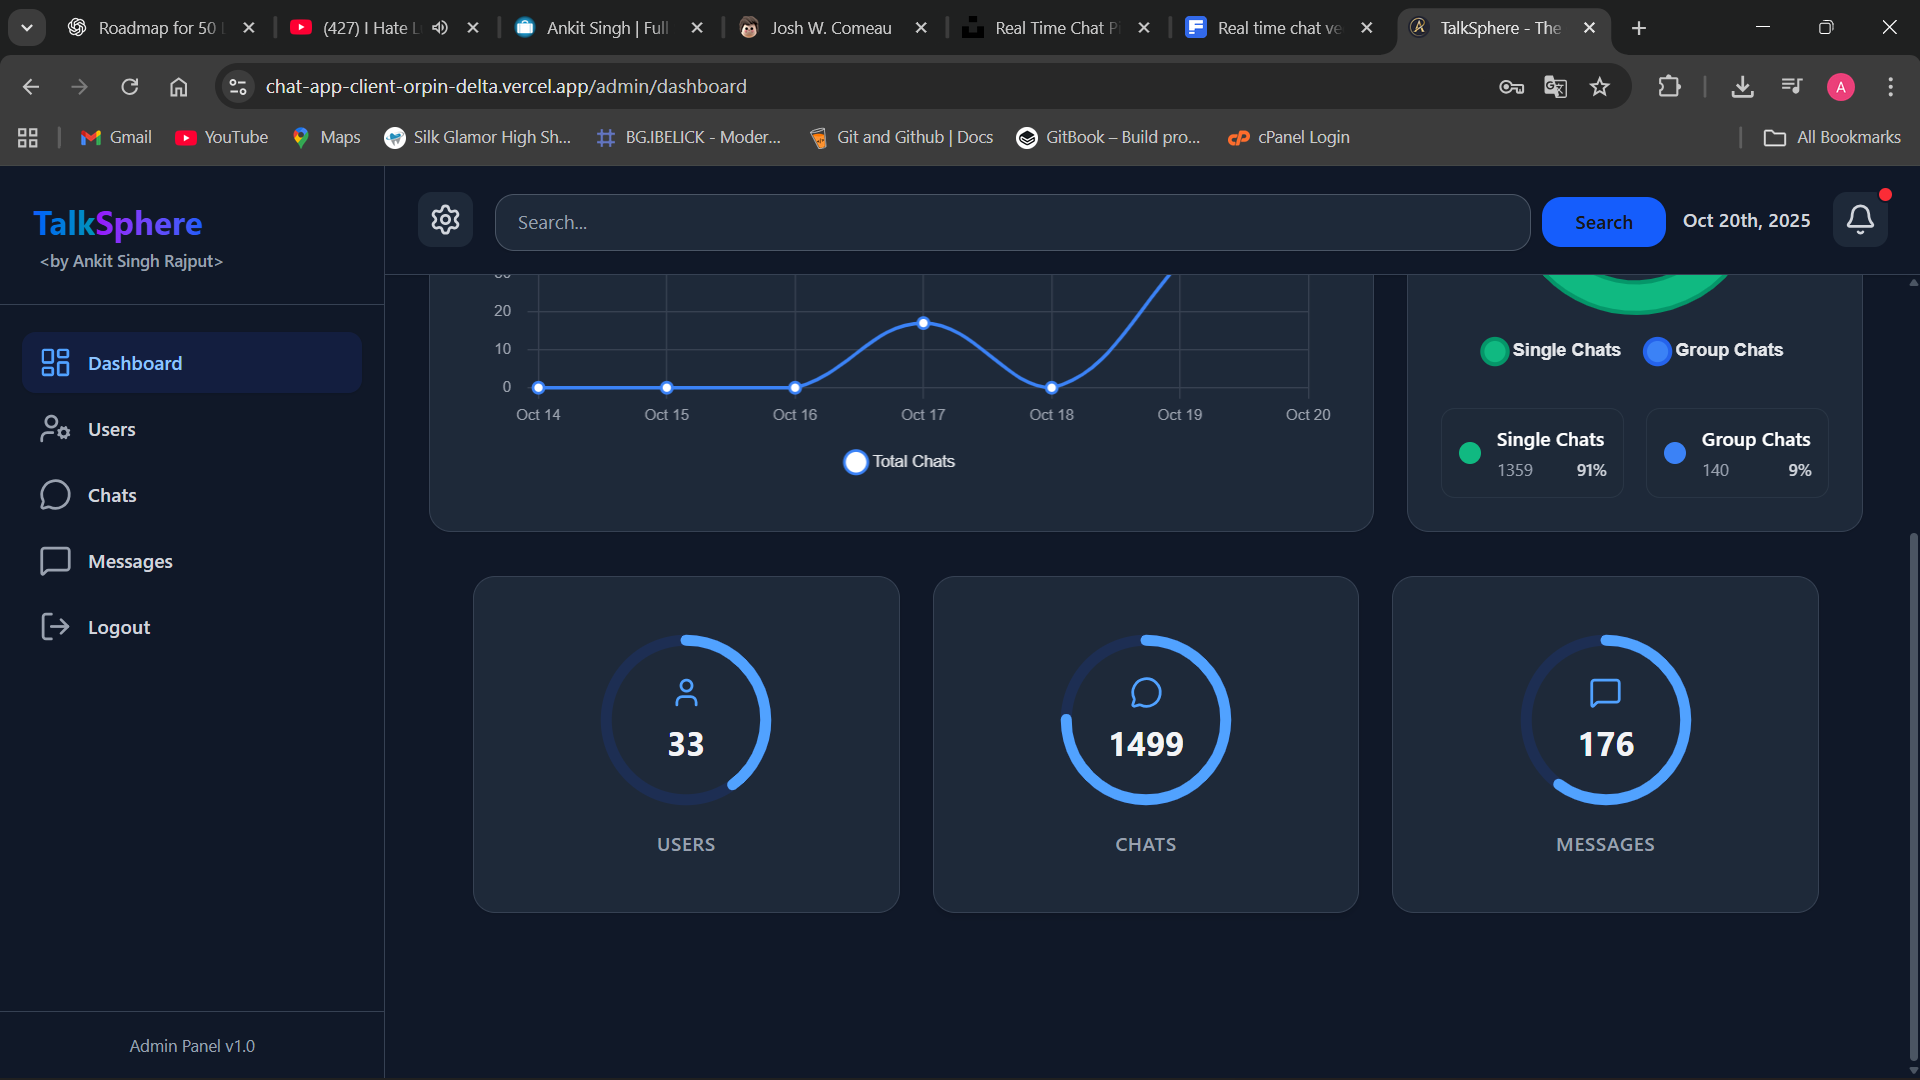 Roadmap for 50
(427) I Hate L
Ankit Singh | Full
Josh W. Comeau
Real Time Chat P
Real time chat ve
TalkSphere - The
chat-app-client-orpin-delta.vercel.app/admin/dashboard
A
Gmail
YouTube
Maps
Silk Glamor High Sh...
BG.IBELICK - Moder...
Git and Github | Docs
GitBook – Build pro...
cPanel Login
All Bookmarks
TalkSphere
<by Ankit Singh Rajput>
Search...
Search
Oct 20th, 2025
Dashboard
Users
Chats
Messages
Logout
Admin Panel v1.0
20
10
0
Oct 14
Oct 15
Oct 16
Oct 17
Oct 18
Oct 19
Oct 20
Total Chats
Single Chats
Group Chats
Single Chats
1359
91%
Group Chats
140
9%
33
USERS
1499
CHATS
176
MESSAGES